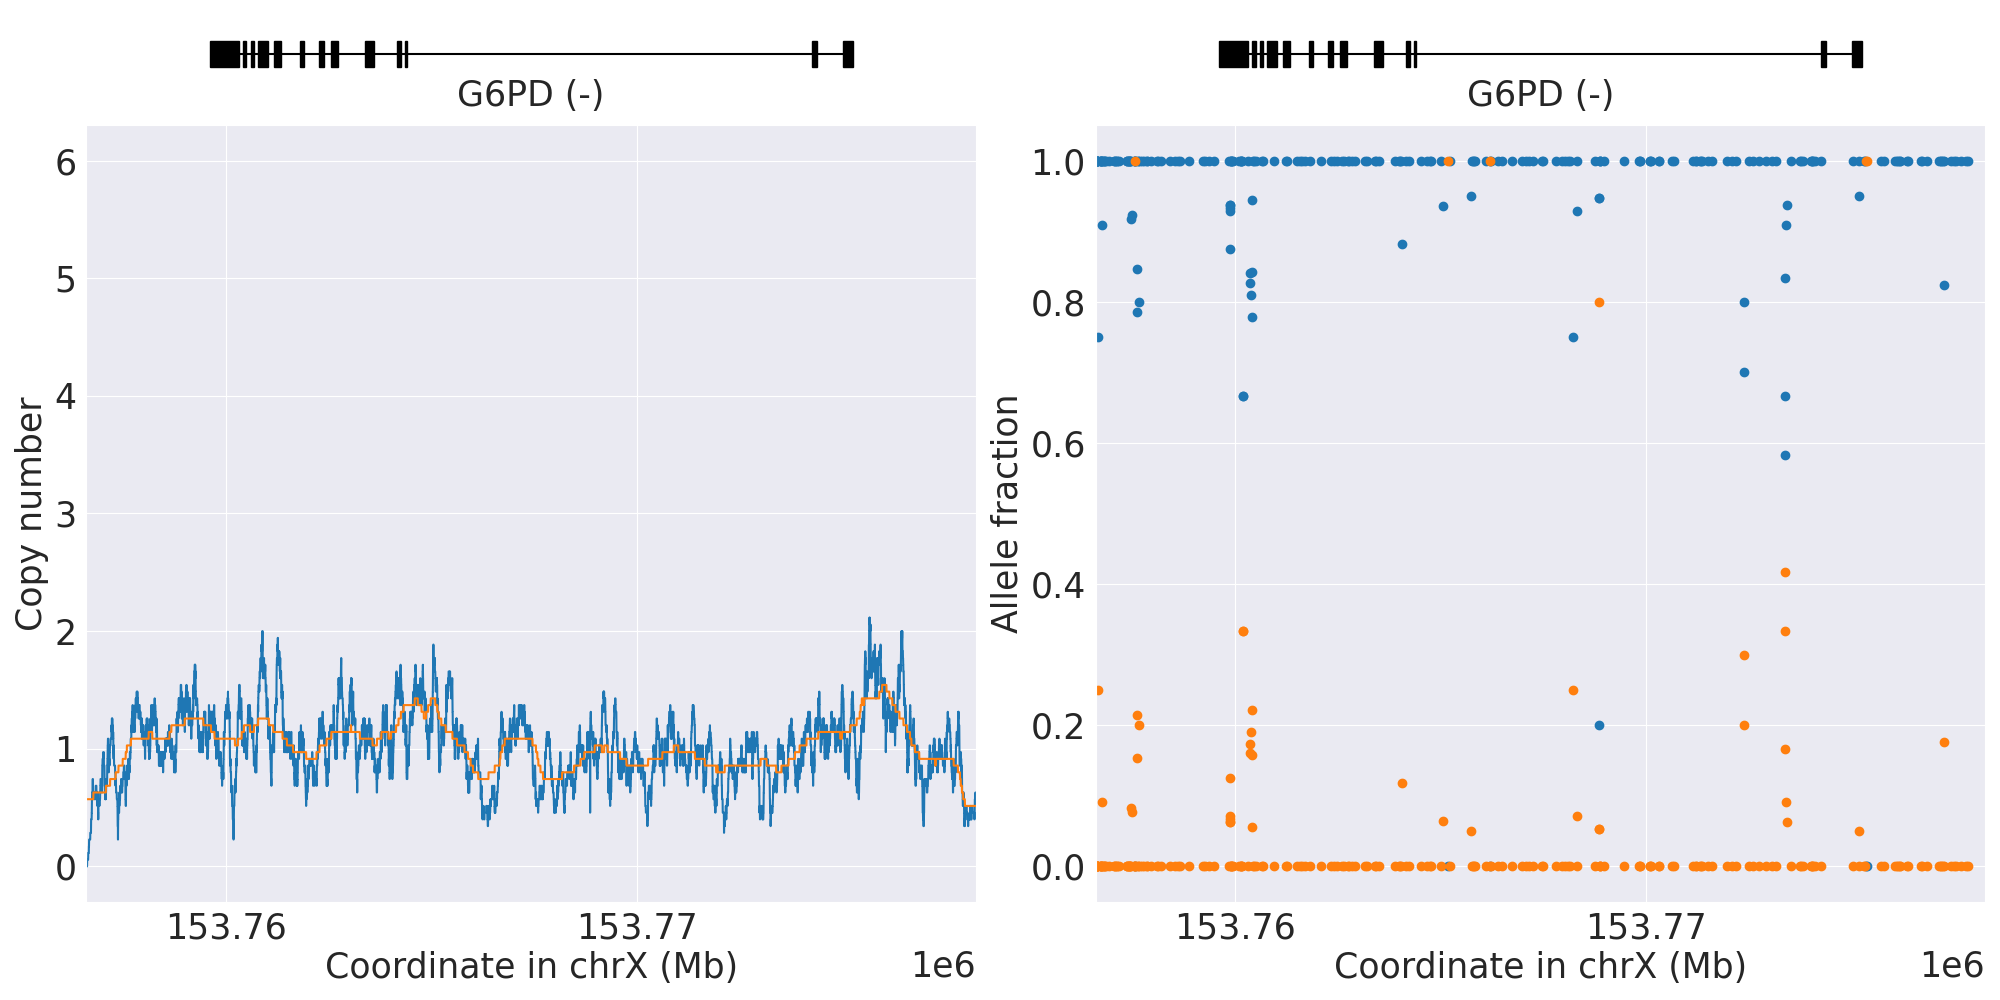 G6PD (-)
6
5
4
3
2
1
0
Copy number
153.76
153.77
Coordinate in chrX (Mb)
1e6
G6PD (-)
1.0
0.8
0.6
0.4
0.2
0.0
Allele fraction
153.76
153.77
Coordinate in chrX (Mb)
1e6